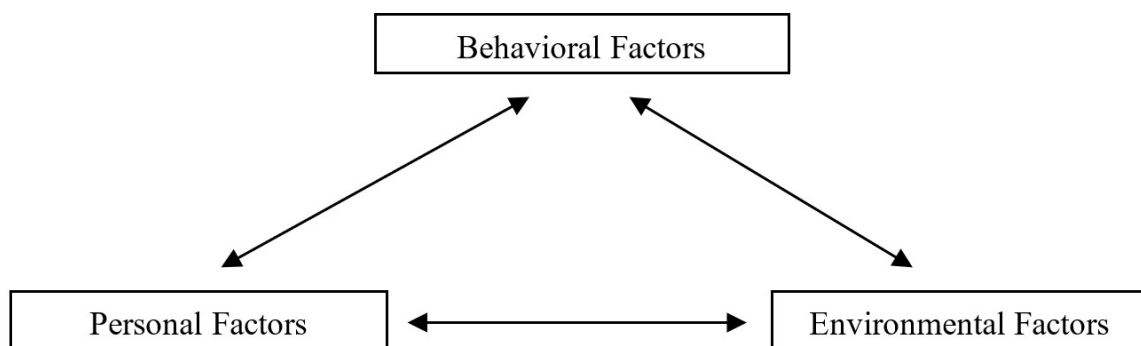 Behavioral Factors
Personal Factors
Environmental Factors